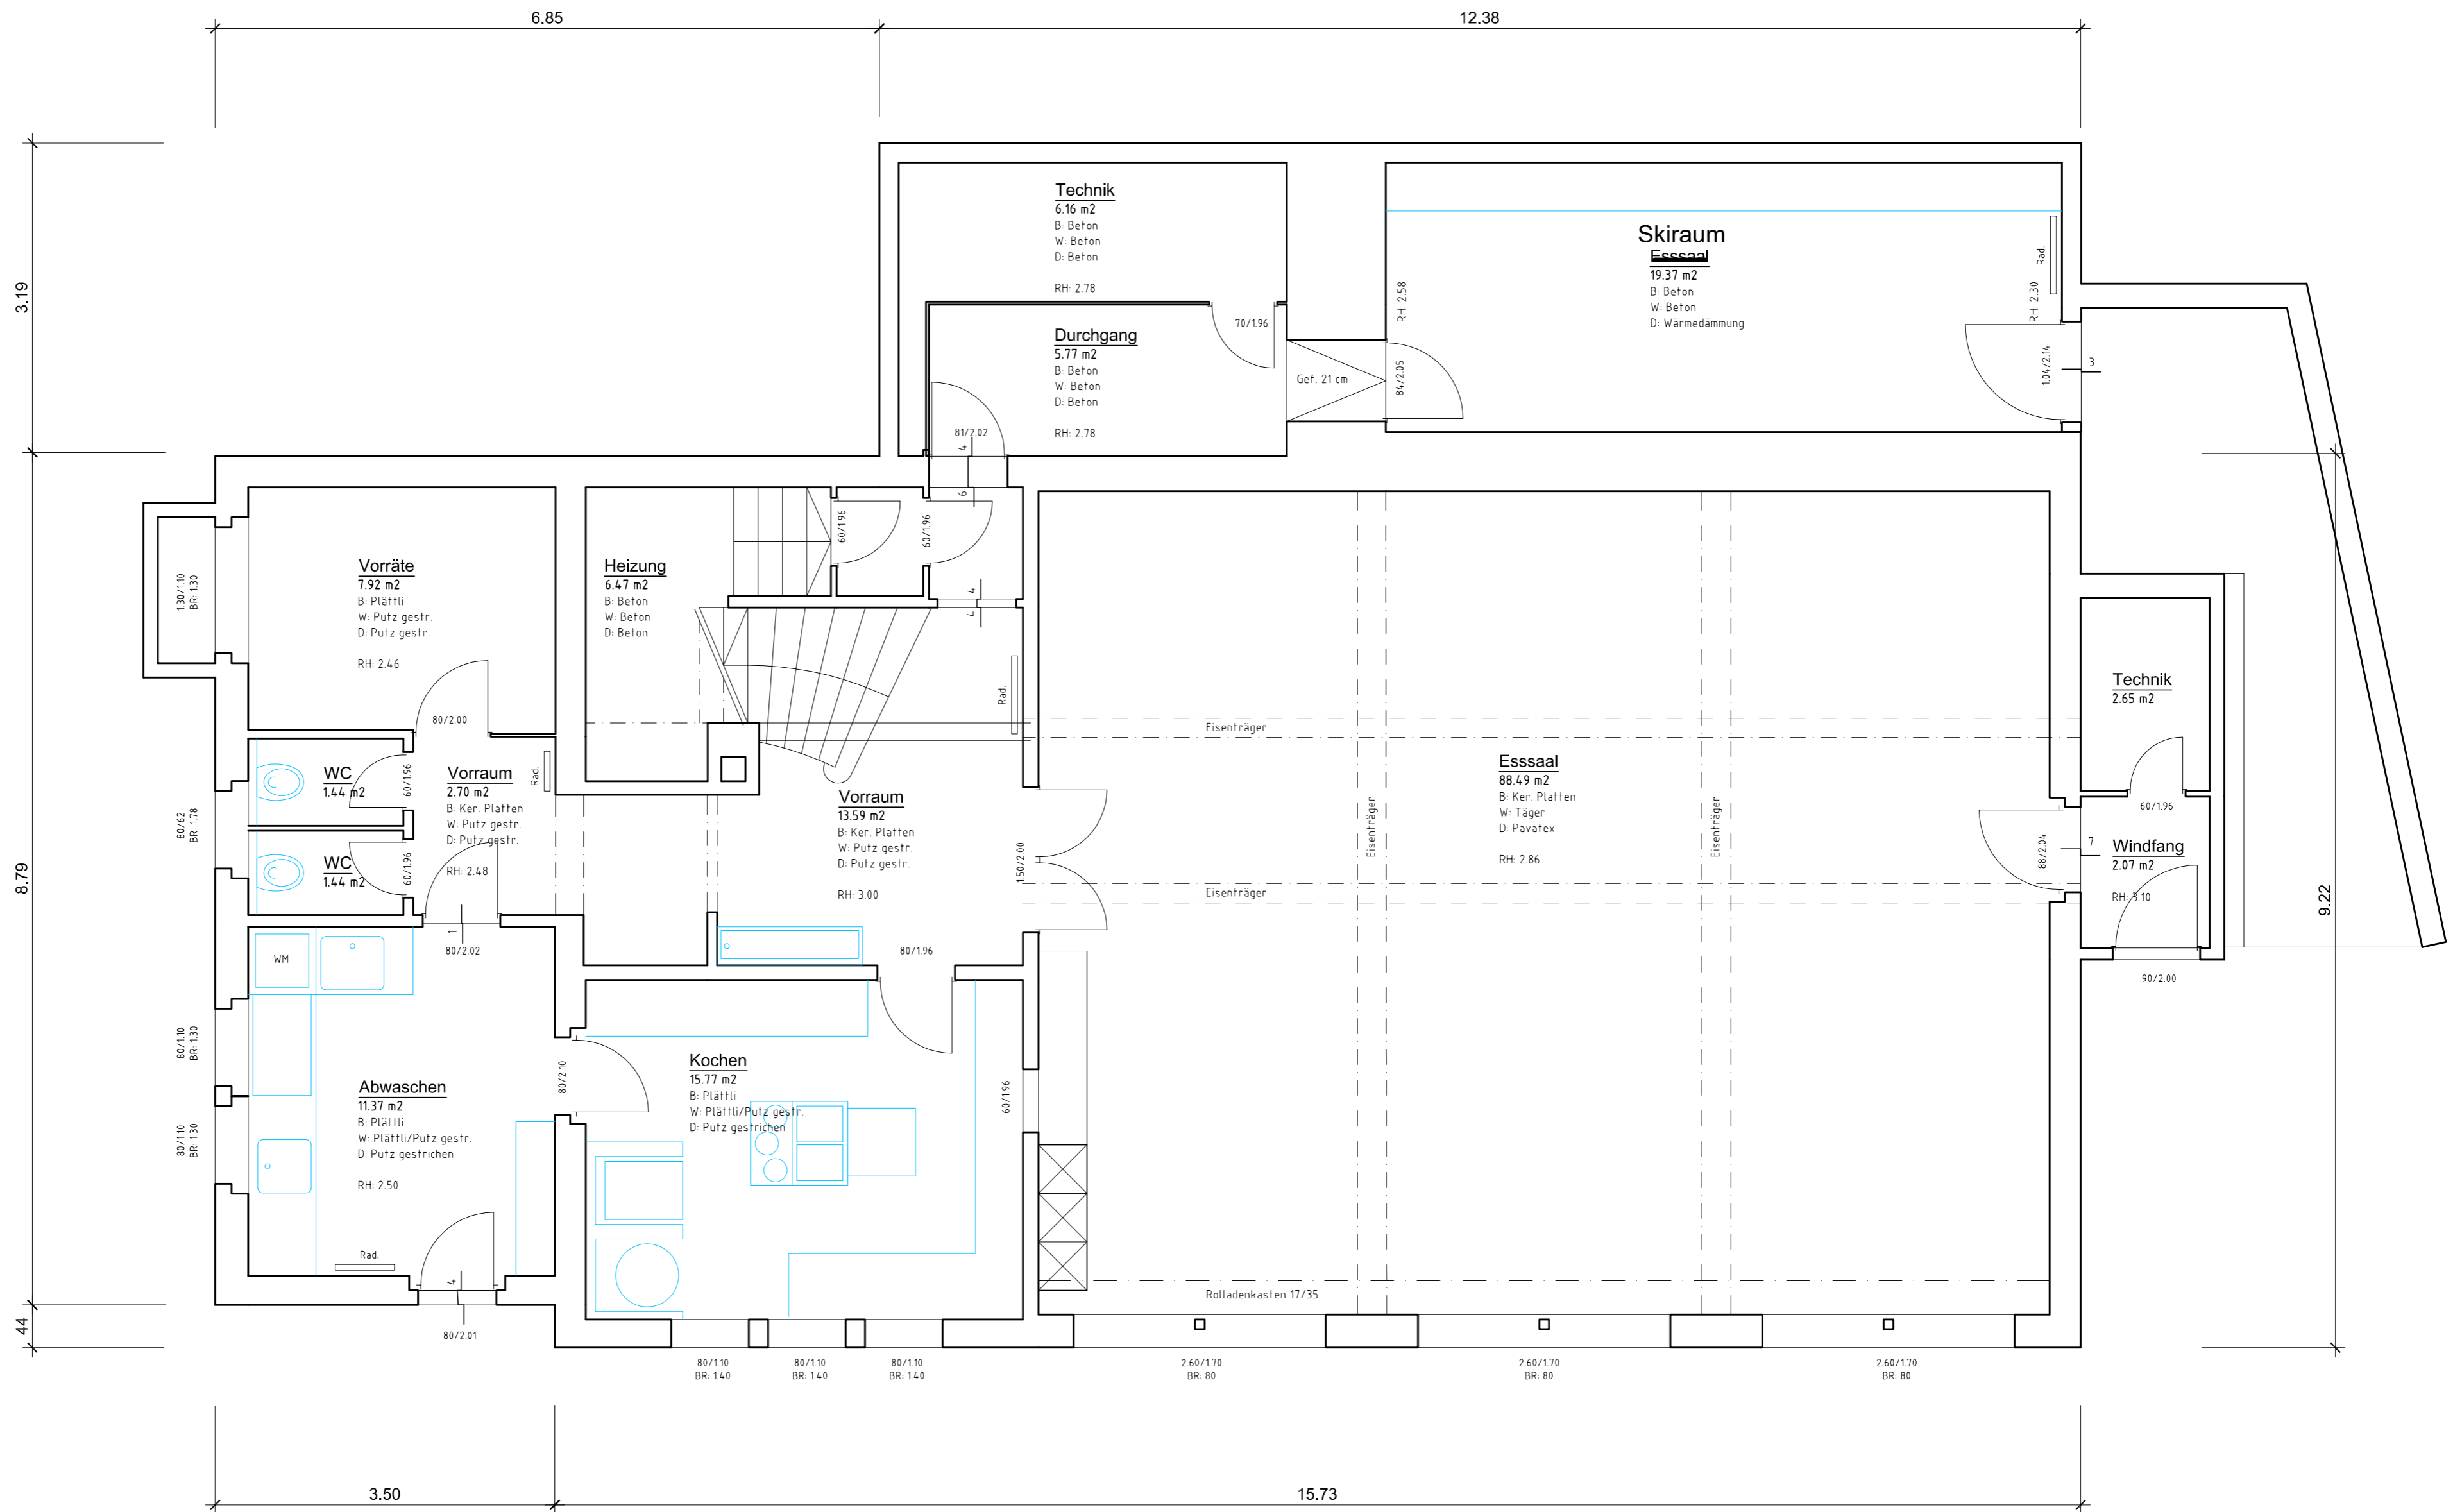 6.85
12.38
3.19
8.79
44
9.22
3.50
15.73
Technik
6.16 m2
B: Beton
W: Beton
D: Beton
RH: 2.78
Skiraum
Esssaal
19.37 m2
B: Beton
W: Beton
D: Wärmedämmung
RH: 2.58
RH: 2.30
Rad.
1.04/2.14
3
Durchgang
5.77 m2
B: Beton
W: Beton
D: Beton
RH: 2.78
70/1.96
Gef. 21 cm
84/2.05
81/2.02
4
6
60/1.96
60/1.96
4
4
Vorräte
7.92 m2
B: Plättli
W: Putz gestr.
D: Putz gestr.
RH: 2.46
1.30/1.10
BR: 1.30
80/2.00
Heizung
6.47 m2
B: Beton
W: Beton
D: Beton
Rad.
WC
1.44 m2
60/1.96
WC
1.44 m2
60/1.96
80/62
BR: 1.78
Vorraum
2.70 m2
B: Ker. Platten
W: Putz gestr.
D: Putz gestr.
RH: 2.48
Rad.
1
80/2.02
Vorraum
13.59 m2
B: Ker. Platten
W: Putz gestr.
D: Putz gestr.
RH: 3.00
1.50/2.00
80/1.96
Eisenträger
Eisenträger
Eisenträger
Eisenträger
Esssaal
88.49 m2
B: Ker. Platten
W: Täger
D: Pavatex
RH: 2.86
Technik
2.65 m2
60/1.96
88/2.04
7
Windfang
2.07 m2
RH: 3.10
90/2.00
WM
80/1.10
BR: 1.30
80/1.10
BR: 1.30
Abwaschen
11.37 m2
B: Plättli
W: Plättli/Putz gestr.
D: Putz gestrichen
RH: 2.50
Rad.
4
80/2.01
80/2.10
Kochen
15.77 m2
B: Plättli
W: Plättli/Putz gestr.
D: Putz gestrichen
60/1.96
Rolladenkasten 17/35
80/1.10
BR: 1.40
80/1.10
BR: 1.40
80/1.10
BR: 1.40
2.60/1.70
BR: 80
2.60/1.70
BR: 80
2.60/1.70
BR: 80